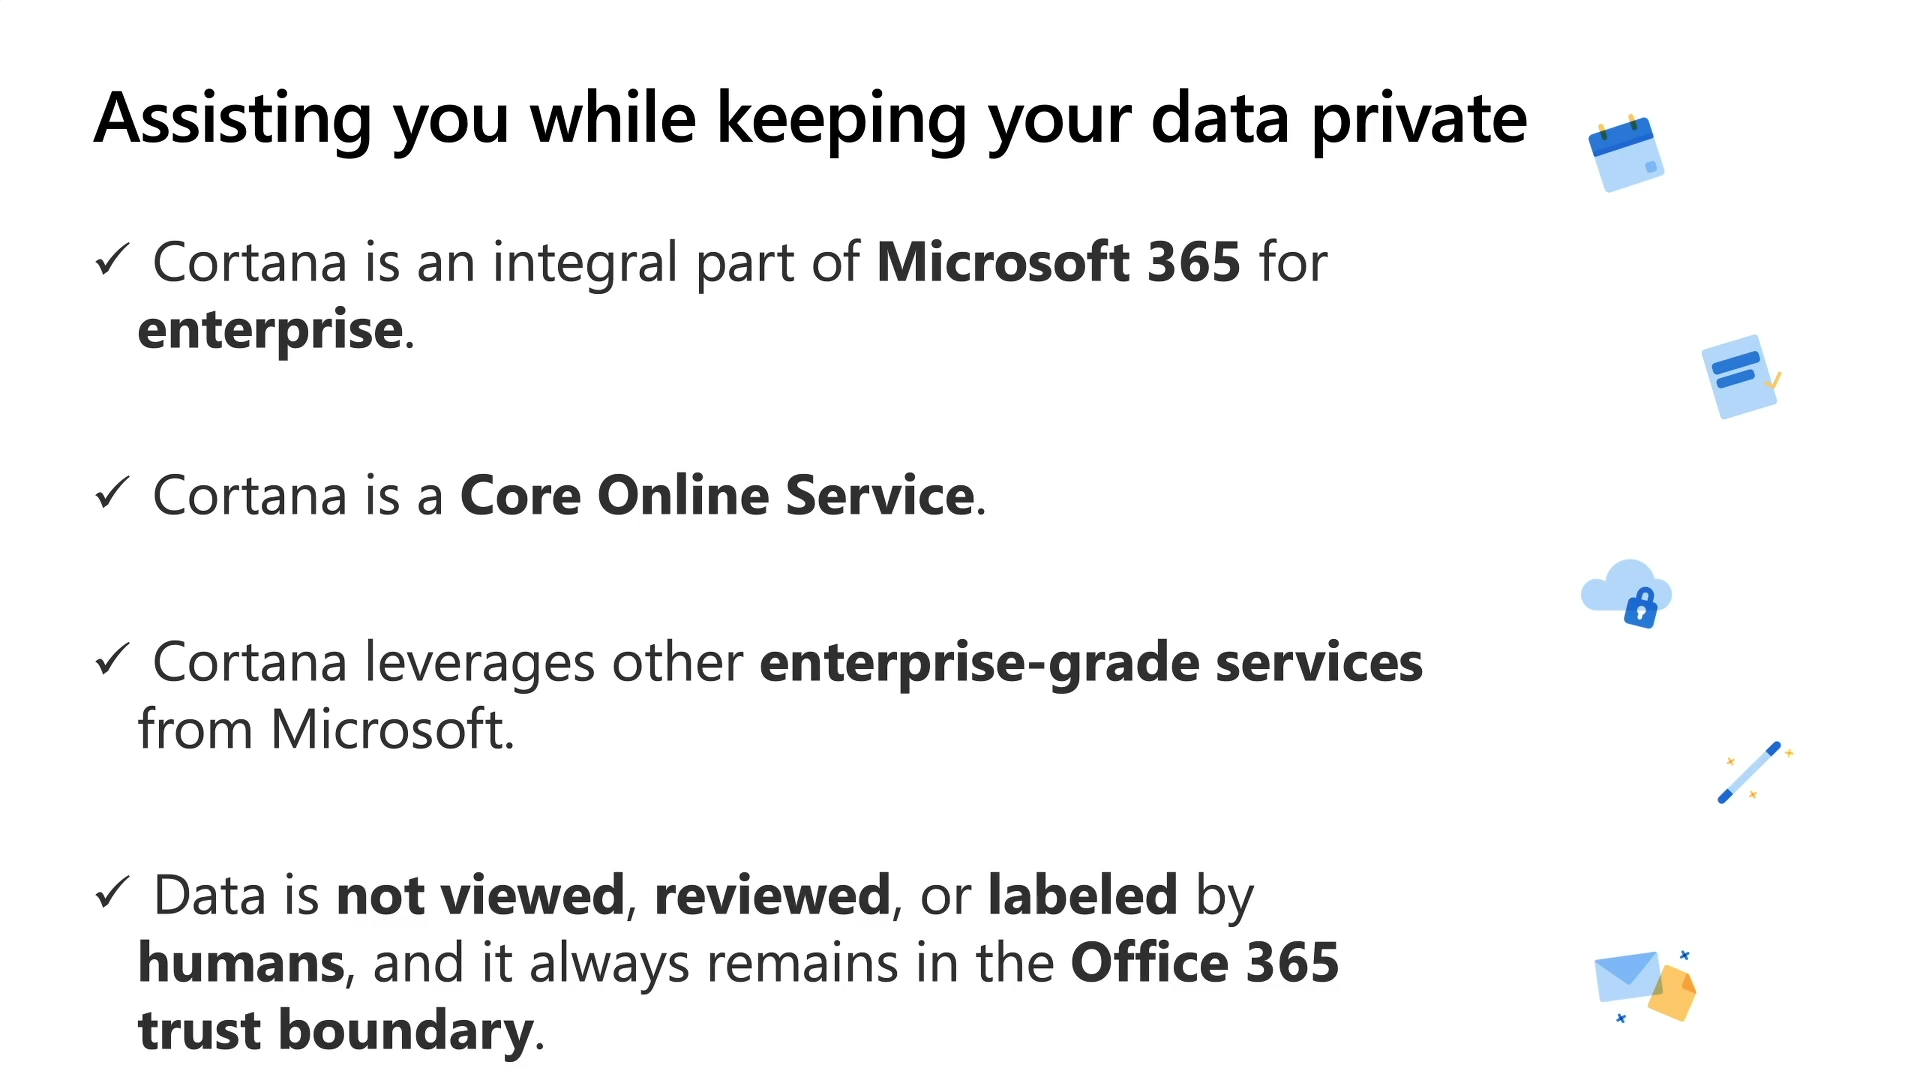 Assisting you while keeping your data private
✓ Cortana is an integral part of Microsoft 365 for
enterprise.
✓ Cortana is a Core Online Service.
✓ Cortana leverages other enterprise-grade services
from Microsoft.
✓ Data is not viewed, reviewed, or labeled by
humans, and it always remains in the Office 365
trust boundary.